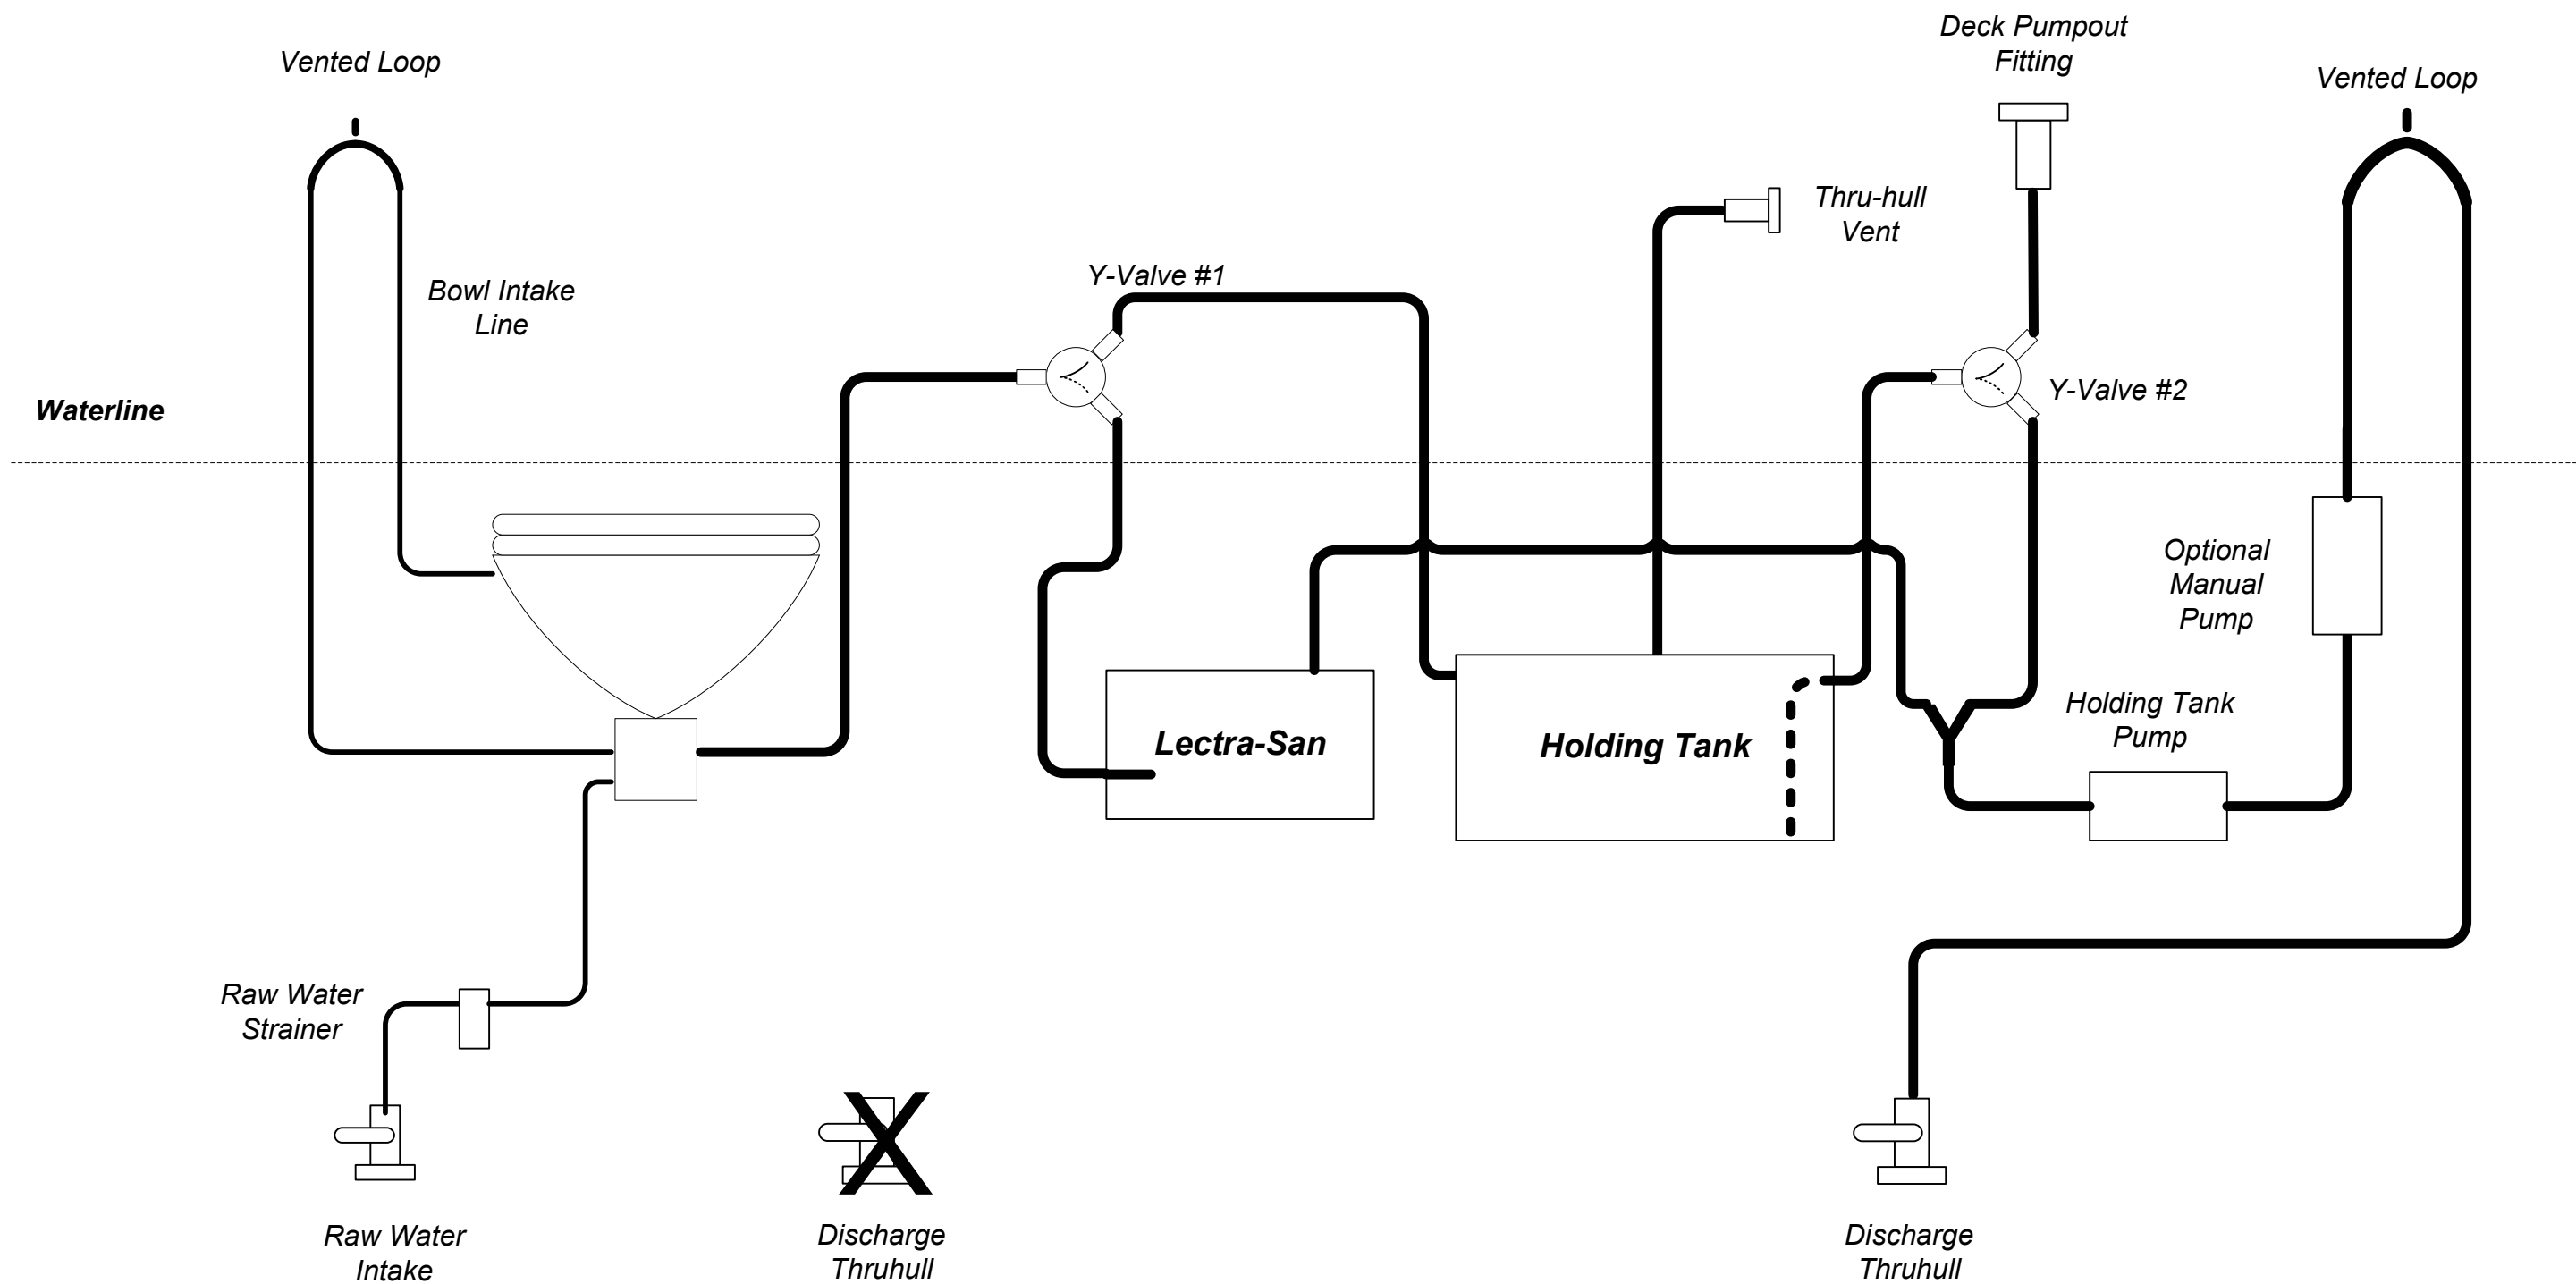 Deck Pumpout
Fitting
Vented Loop
Vented Loop
Thru-hull
Vent
Y-Valve #1
Bowl Intake
Line
Y-Valve #2
Waterline
Optional
Manual
Pump
Holding Tank
Pump
Lectra-San
Holding Tank
Raw Water
Strainer
Raw Water
Intake
Discharge
Thruhull
Discharge
Thruhull